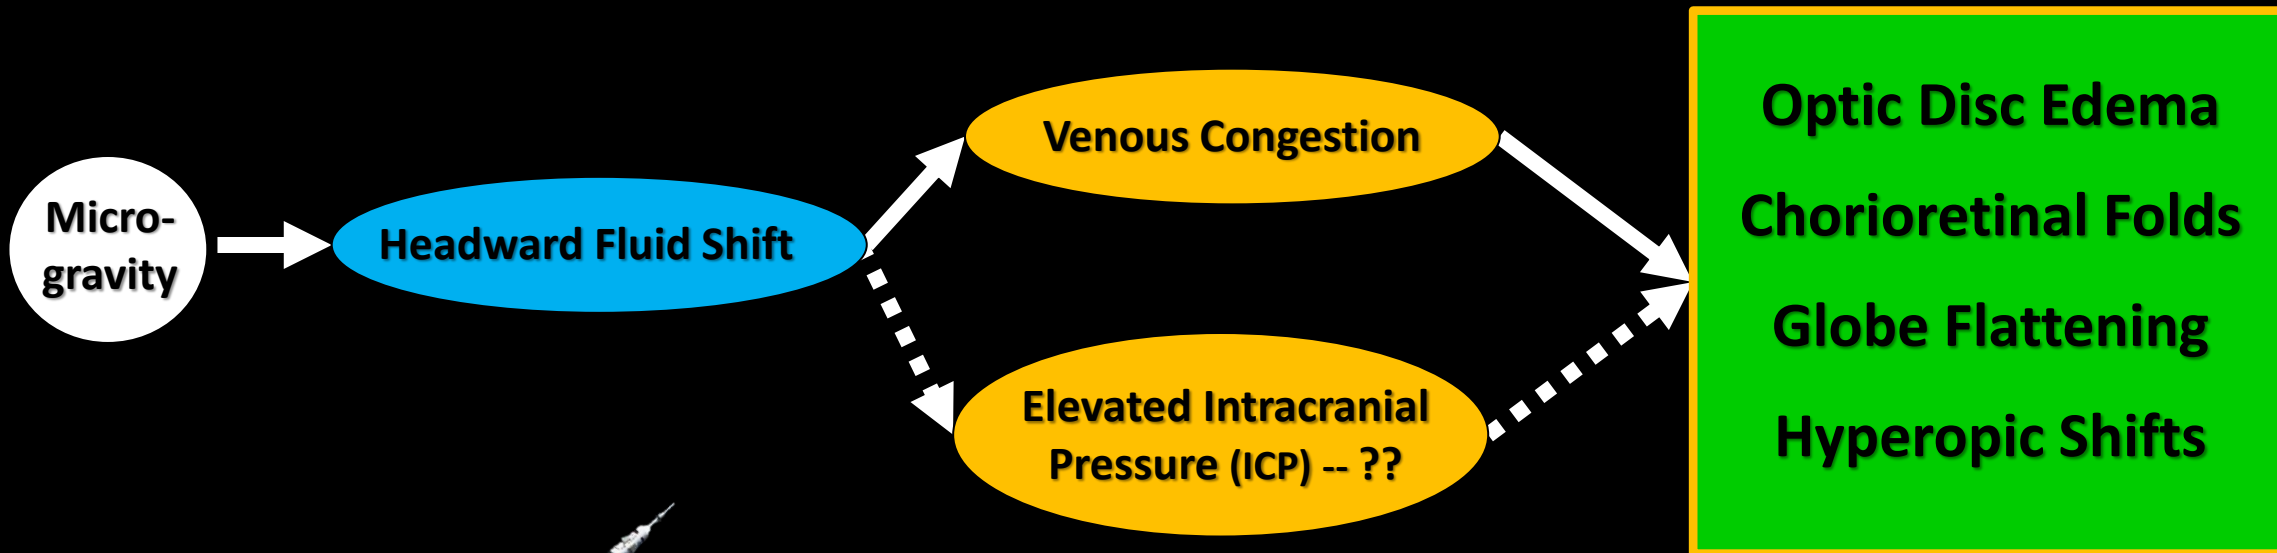 Micro-
gravity
Headward Fluid Shift
Venous Congestion
Elevated Intracranial
Pressure (ICP) -- ??
Optic Disc Edema
Chorioretinal Folds
Globe Flattening
Hyperopic Shifts